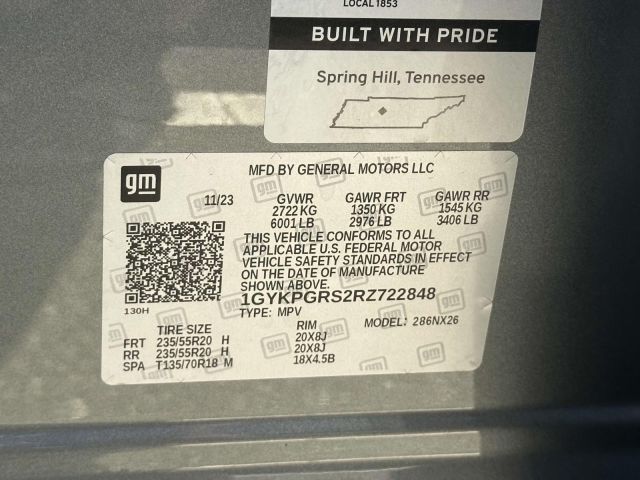 LOCAL 1853
BUILT WITH PRIDE
Spring Hill, Tennessee
gm
MFD BY GENERAL MOTORS LLC
11/23 GVWR GAWR FRT GAWR RR
2722 KG 1350 KG 1545 KG
6001 LB 2976 LB 3406 LB
THIS VEHICLE CONFORMS TO ALL
APPLICABLE U.S. FEDERAL MOTOR
VEHICLE SAFETY STANDARDS IN EFFECT
ON THE DATE OF MANUFACTURE
SHOWN ABOVE.
1GYKPGRS2RZ722848
130H
TYPE: MPV MODEL: 286NX26
TIRE SIZE RIM
FRT 235/55R20 H 20X8J
RR 235/55R20 H 20X8J
SPA T135/70R18 M 18X4.5B